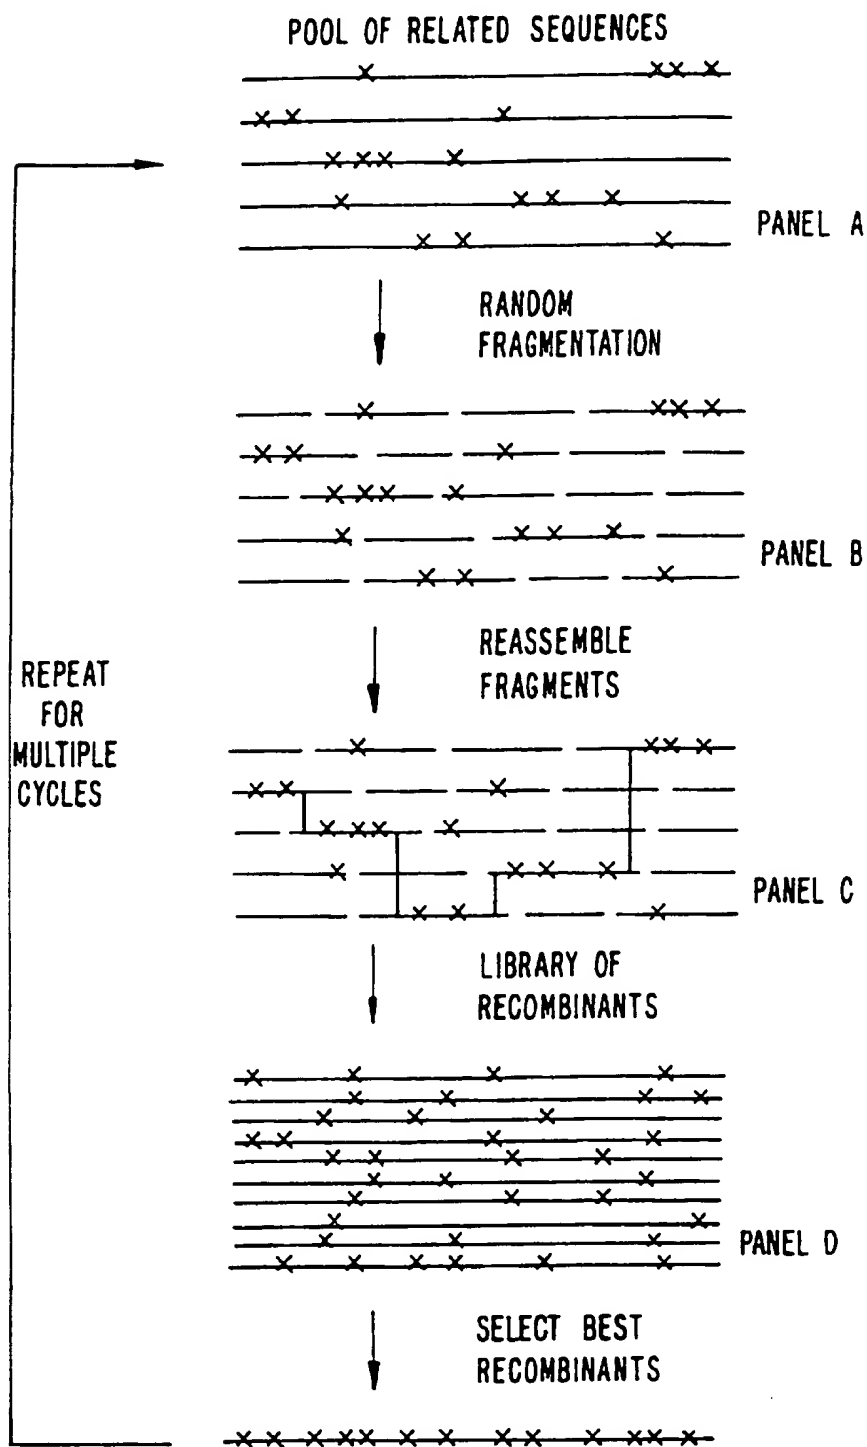 POOL OF RELATED SEQUENCES
PANEL A
RANDOM
FRAGMENTATION
PANEL B
REASSEMBLE
FRAGMENTS
REPEAT
FOR
MULTIPLE
CYCLES
PANEL C
LIBRARY OF
RECOMBINANTS
PANEL D
SELECT BEST
RECOMBINANTS